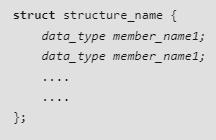 struct structure_name {
data_type member_name1;
data_type member_name1;
....
....
};